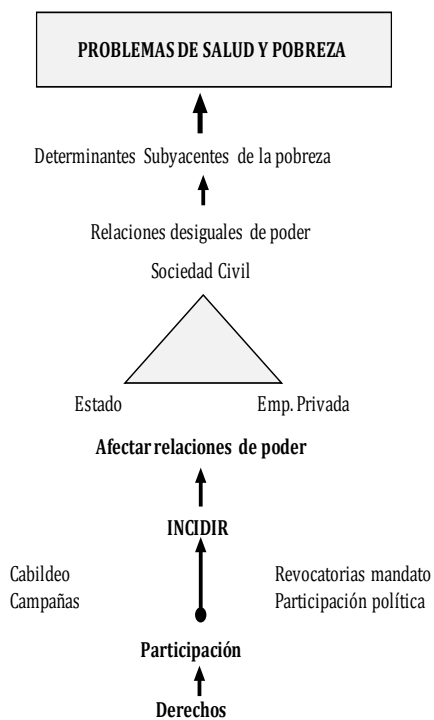 PROBLEMAS DE SALUD Y POBREZA
Determinantes Subyacentes de la pobreza
Relaciones desiguales de poder
Sociedad Civil
Estado
Emp. Privada
Afectar relaciones de poder
INCIDIR
Cabildeo
Campañas
Revocatorias mandato
Participación política
Participación
Derechos